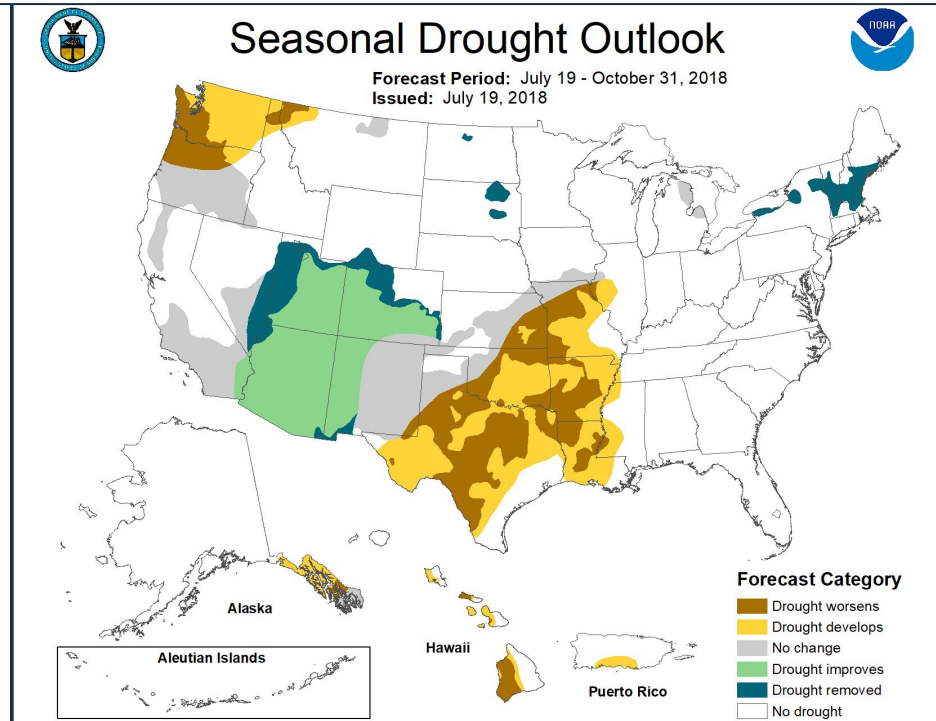 Seasonal Drought Outlook
Forecast Period: July 19 - October 31, 2018
Issued: July 19, 2018
NOAA
Alaska
Aleutian Islands
Hawaii
Puerto Rico
Forecast Category
Drought worsens
Drought develops
No change
Drought improves
Drought removed
No drought